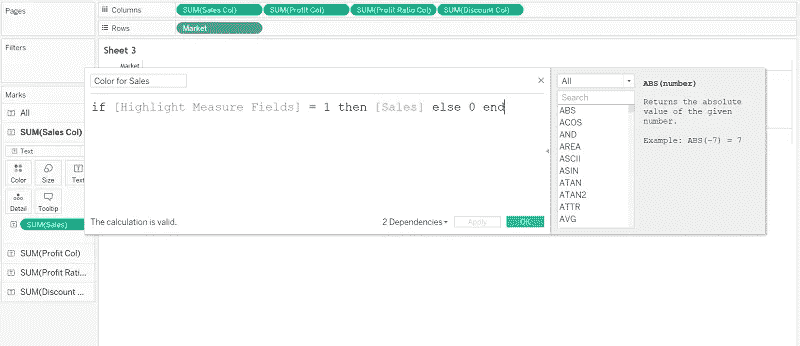 Pages
Columns
SUM(Sales Col)
SUM(Profit Col)
SUM(Profit Ratio Col)
SUM(Discount Col)
Rows
Market
Filters
Sheet 3
Market
Color for Sales
All
ABS(number)
Search
if [Highlight Measure Fields] = 1 then [Sales] else 0 end
Returns the absolute
value of the given
number.
Example: ABS(-7) = 7
ABS
ACOS
AND
AREA
ASCII
ASIN
ATAN
ATAN2
ATTR
AVG
Marks
All
SUM(Sales Col)
Text
Color
Size
Text
Detail
Tooltip
SUM(Sales)
The calculation is valid.
2 Dependencies
Apply
OK
SUM(Profit Col)
SUM(Profit Rati...
SUM(Discount ...